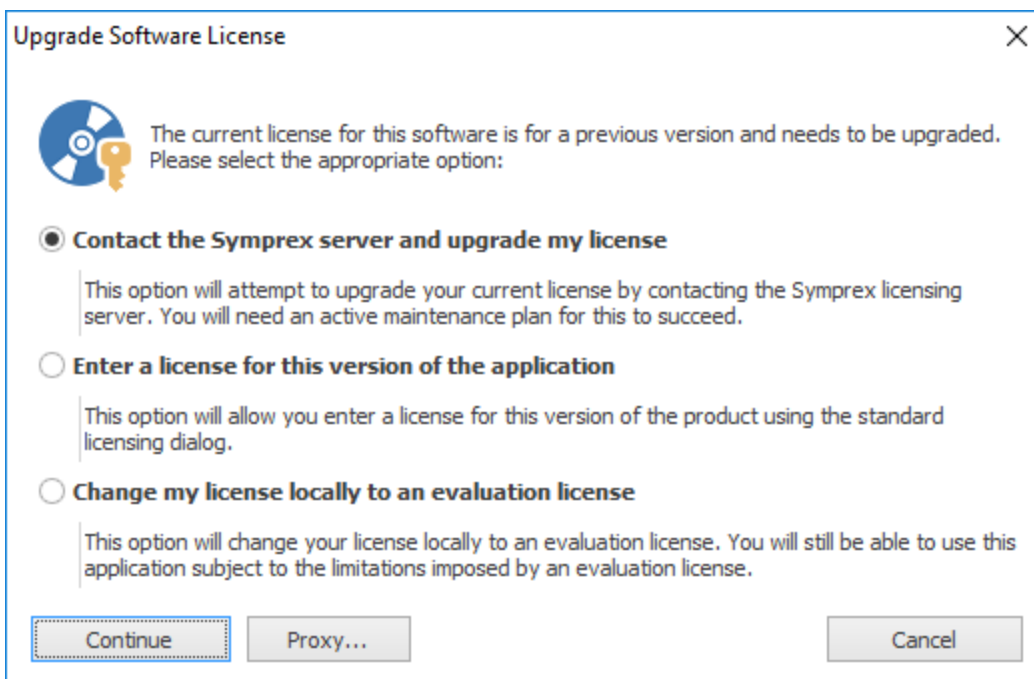 Upgrade Software License
The current license for this software is for a previous version and needs to be upgraded.
Please select the appropriate option:
Contact the Symprex server and upgrade my license
This option will attempt to upgrade your current license by contacting the Symprex licensing
server. You will need an active maintenance plan for this to succeed.
Enter a license for this version of the application
This option will allow you enter a license for this version of the product using the standard
licensing dialog.
Change my license locally to an evaluation license
This option will change your license locally to an evaluation license. You will still be able to use this
application subject to the limitations imposed by an evaluation license.
Continue Proxy... Cancel